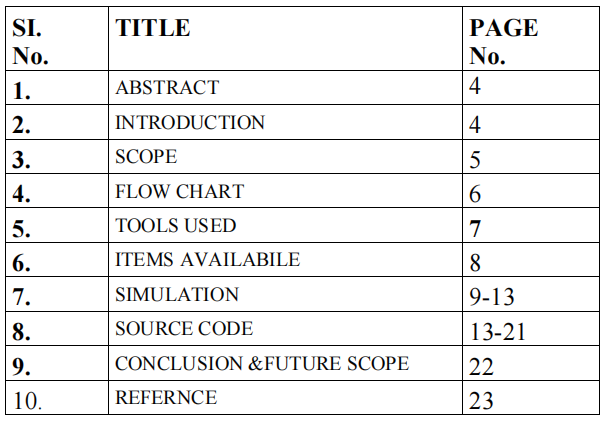 SI. No. TITLE PAGE No.
1. ABSTRACT 4
2. INTRODUCTION 4
3. SCOPE 5
4. FLOW CHART 6
5. TOOLS USED 7
6. ITEMS AVAILABILE 8
7. SIMULATION 9-13
8. SOURCE CODE 13-21
9. CONCLUSION &FUTURE SCOPE 22
10. REFERNCE 23